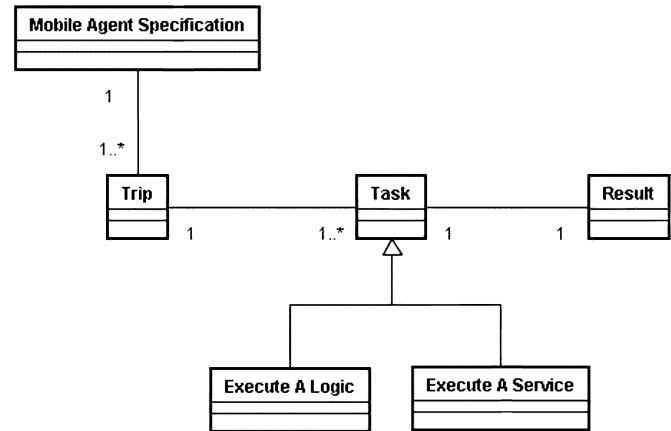 Mobile Agent Specification
1
1..*
Trip
Task
Result
1
1..*
1
1
Execute A Logic
Execute A Service